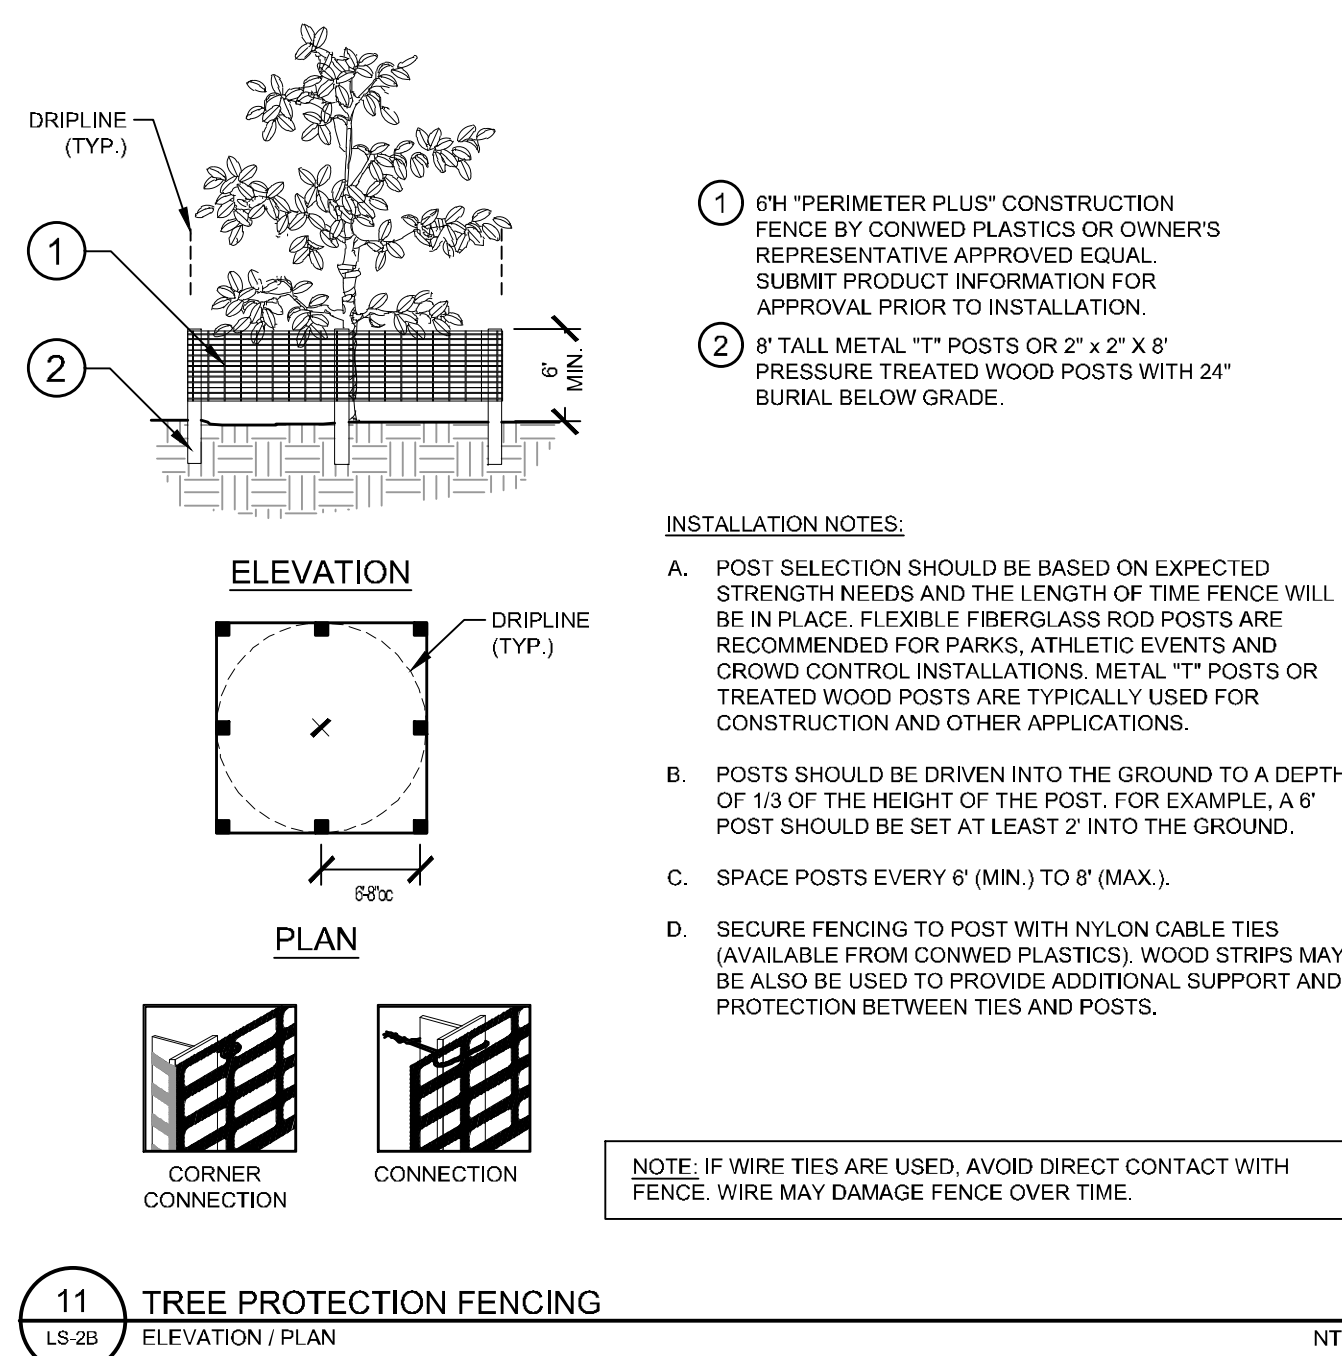 DRIPLINE
(TYP.)
1
2
6'
MIN.
1
6'H "PERIMETER PLUS" CONSTRUCTION
FENCE BY CONWED PLASTICS OR OWNER'S
REPRESENTATIVE APPROVED EQUAL.
SUBMIT PRODUCT INFORMATION FOR
APPROVAL PRIOR TO INSTALLATION.
2
8' TALL METAL "T" POSTS OR 2" x 2" X 8'
PRESSURE TREATED WOOD POSTS WITH 24"
BURIAL BELOW GRADE.
ELEVATION
DRIPLINE
(TYP.)
6'-8"oc
PLAN
CORNER
CONNECTION
CONNECTION
INSTALLATION NOTES:
A. POST SELECTION SHOULD BE BASED ON EXPECTED
STRENGTH NEEDS AND THE LENGTH OF TIME FENCE WILL
BE IN PLACE. FLEXIBLE FIBERGLASS ROD POSTS ARE
RECOMMENDED FOR PARKS, ATHLETIC EVENTS AND
CROWD CONTROL INSTALLATIONS. METAL "T" POSTS OR
TREATED WOOD POSTS ARE TYPICALLY USED FOR
CONSTRUCTION AND OTHER APPLICATIONS.
B. POSTS SHOULD BE DRIVEN INTO THE GROUND TO A DEPTH
OF 1/3 OF THE HEIGHT OF THE POST. FOR EXAMPLE, A 6'
POST SHOULD BE SET AT LEAST 2' INTO THE GROUND.
C. SPACE POSTS EVERY 6' (MIN.) TO 8' (MAX.).
D. SECURE FENCING TO POST WITH NYLON CABLE TIES
(AVAILABLE FROM CONWED PLASTICS). WOOD STRIPS MAY
BE ALSO BE USED TO PROVIDE ADDITIONAL SUPPORT AND
PROTECTION BETWEEN TIES AND POSTS.
NOTE: IF WIRE TIES ARE USED, AVOID DIRECT CONTACT WITH
FENCE. WIRE MAY DAMAGE FENCE OVER TIME.
11
LS-2B
TREE PROTECTION FENCING
ELEVATION / PLAN
NT